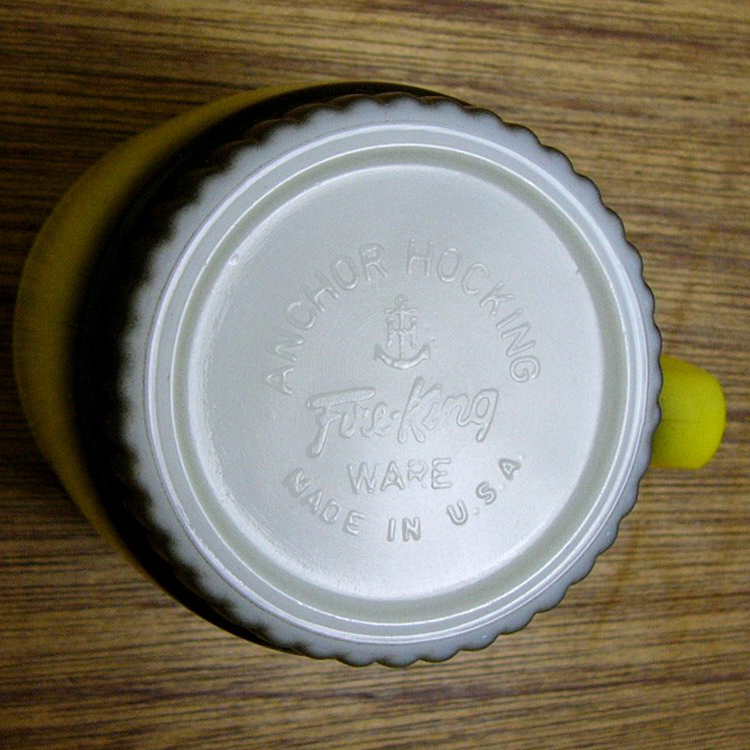 ANCHOR HOCKING
Fire-King
WARE
MADE IN U.S.A.